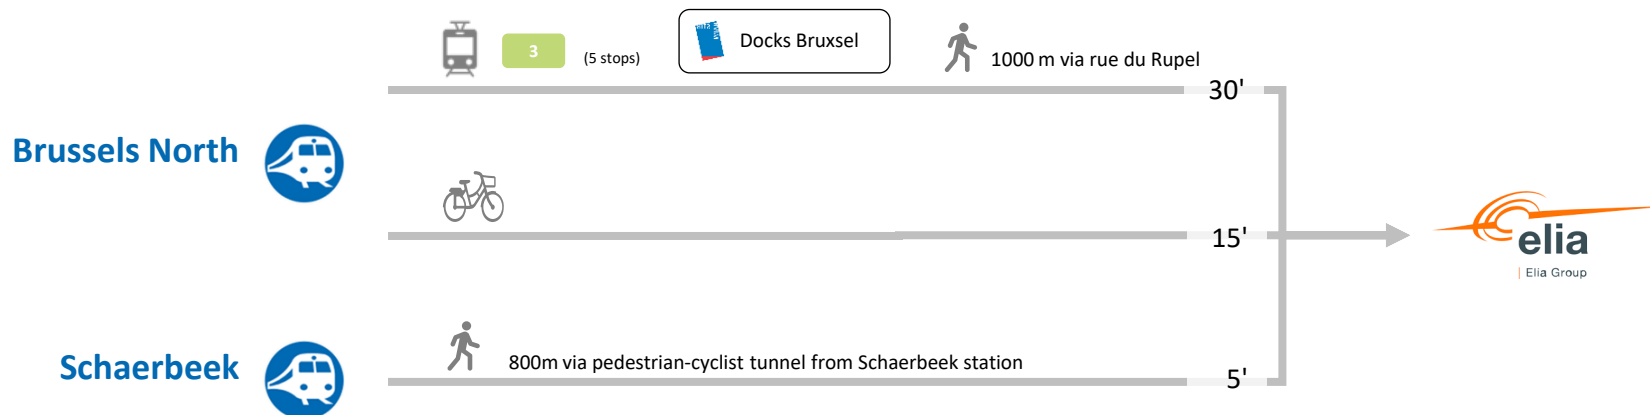 3
(5 stops)
Docks Bruxsel
1000 m via rue du Rupel
30'
Brussels North
15'
elia
| Elia Group
800m via pedestrian-cyclist tunnel from Schaerbeek station
Schaerbeek
5'